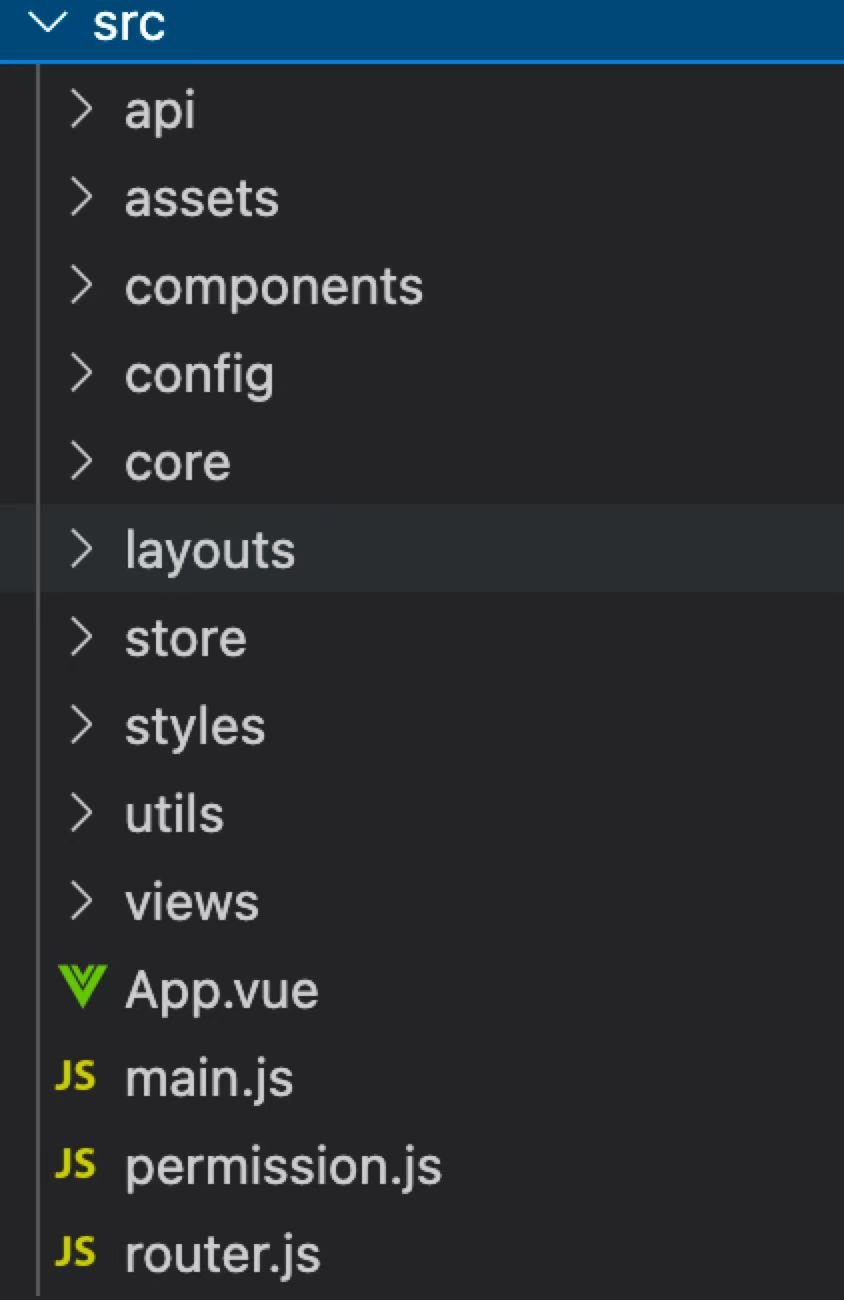 src
api
assets
components
config
core
layouts
store
styles
utils
views
App.vue
JS main.js
JS permission.js
JS router.js